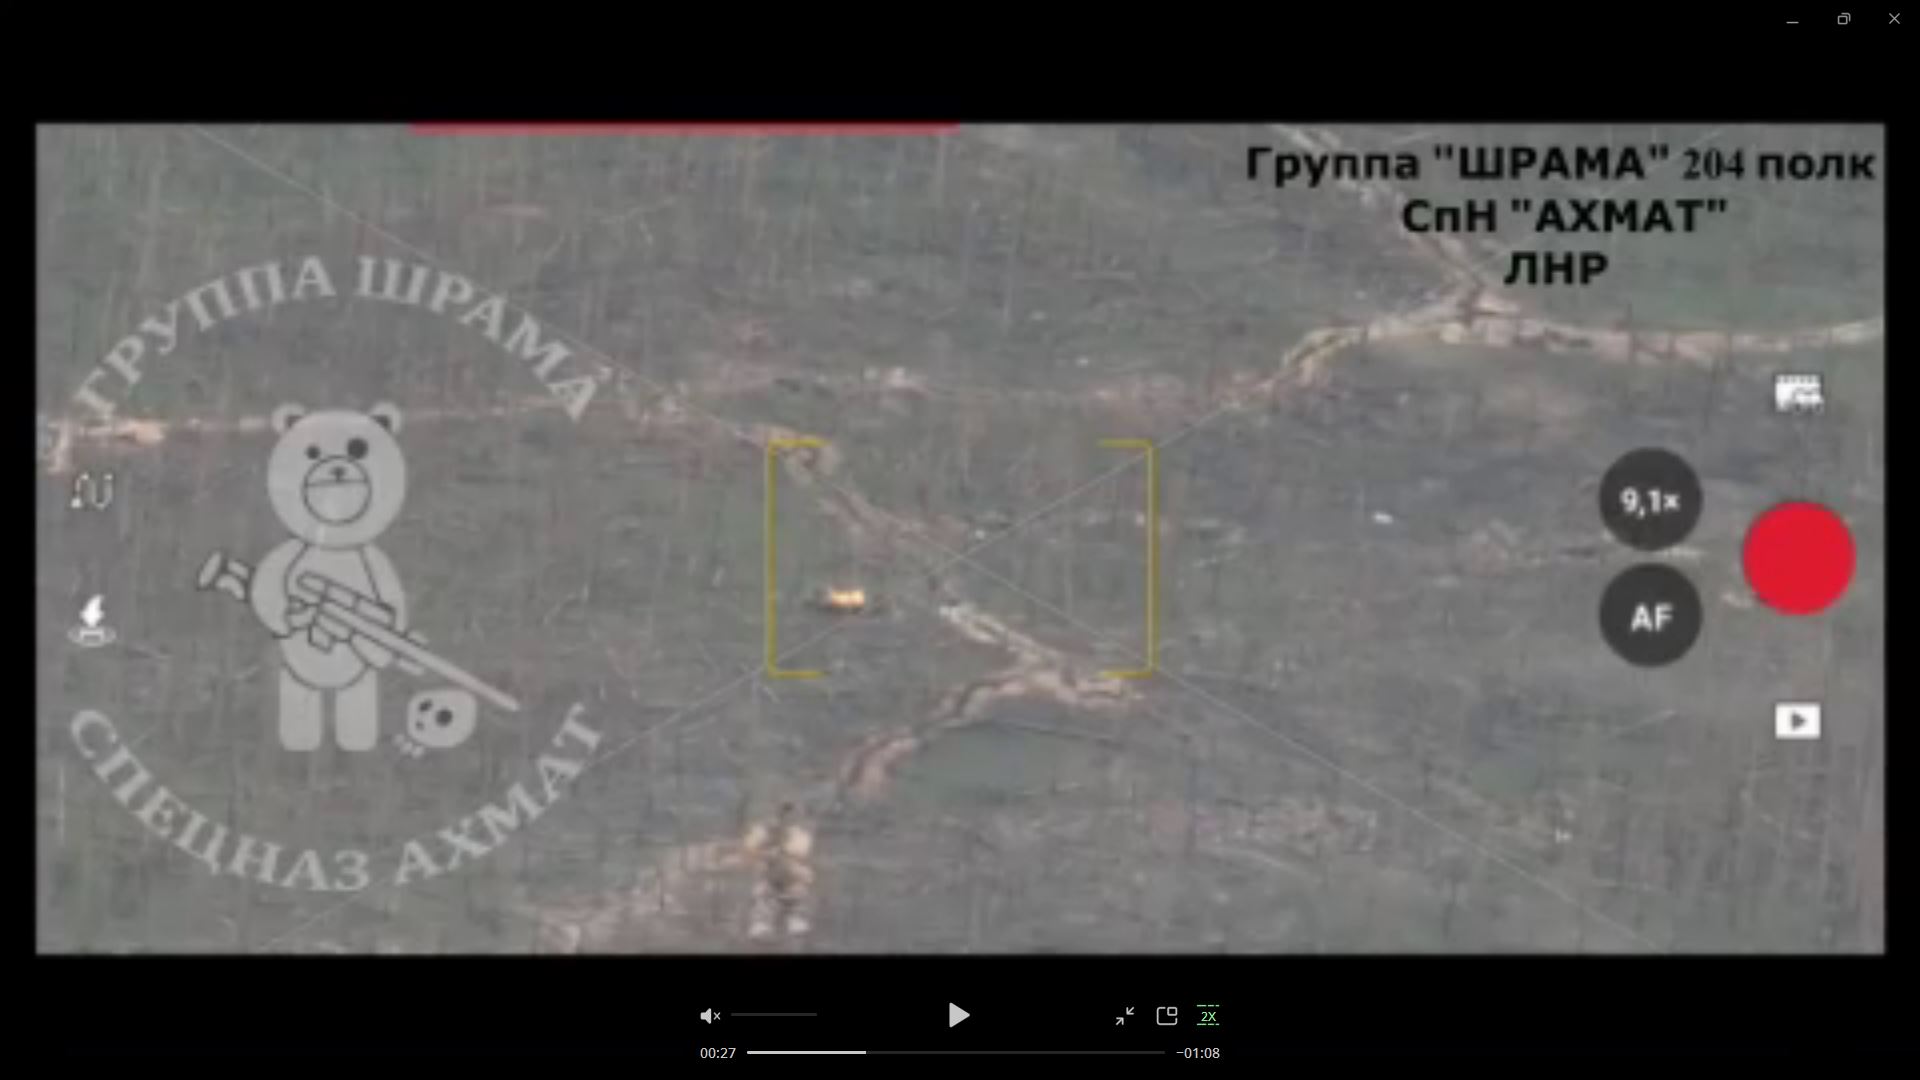 Группа "ШРАМА" 204 полк
СпН "АХМАТ"
ЛНР
ГРУППА ШРАМА
СПЕЦНАЗ АХМАТ
9,1×
AF
2X
00:27
−01:08